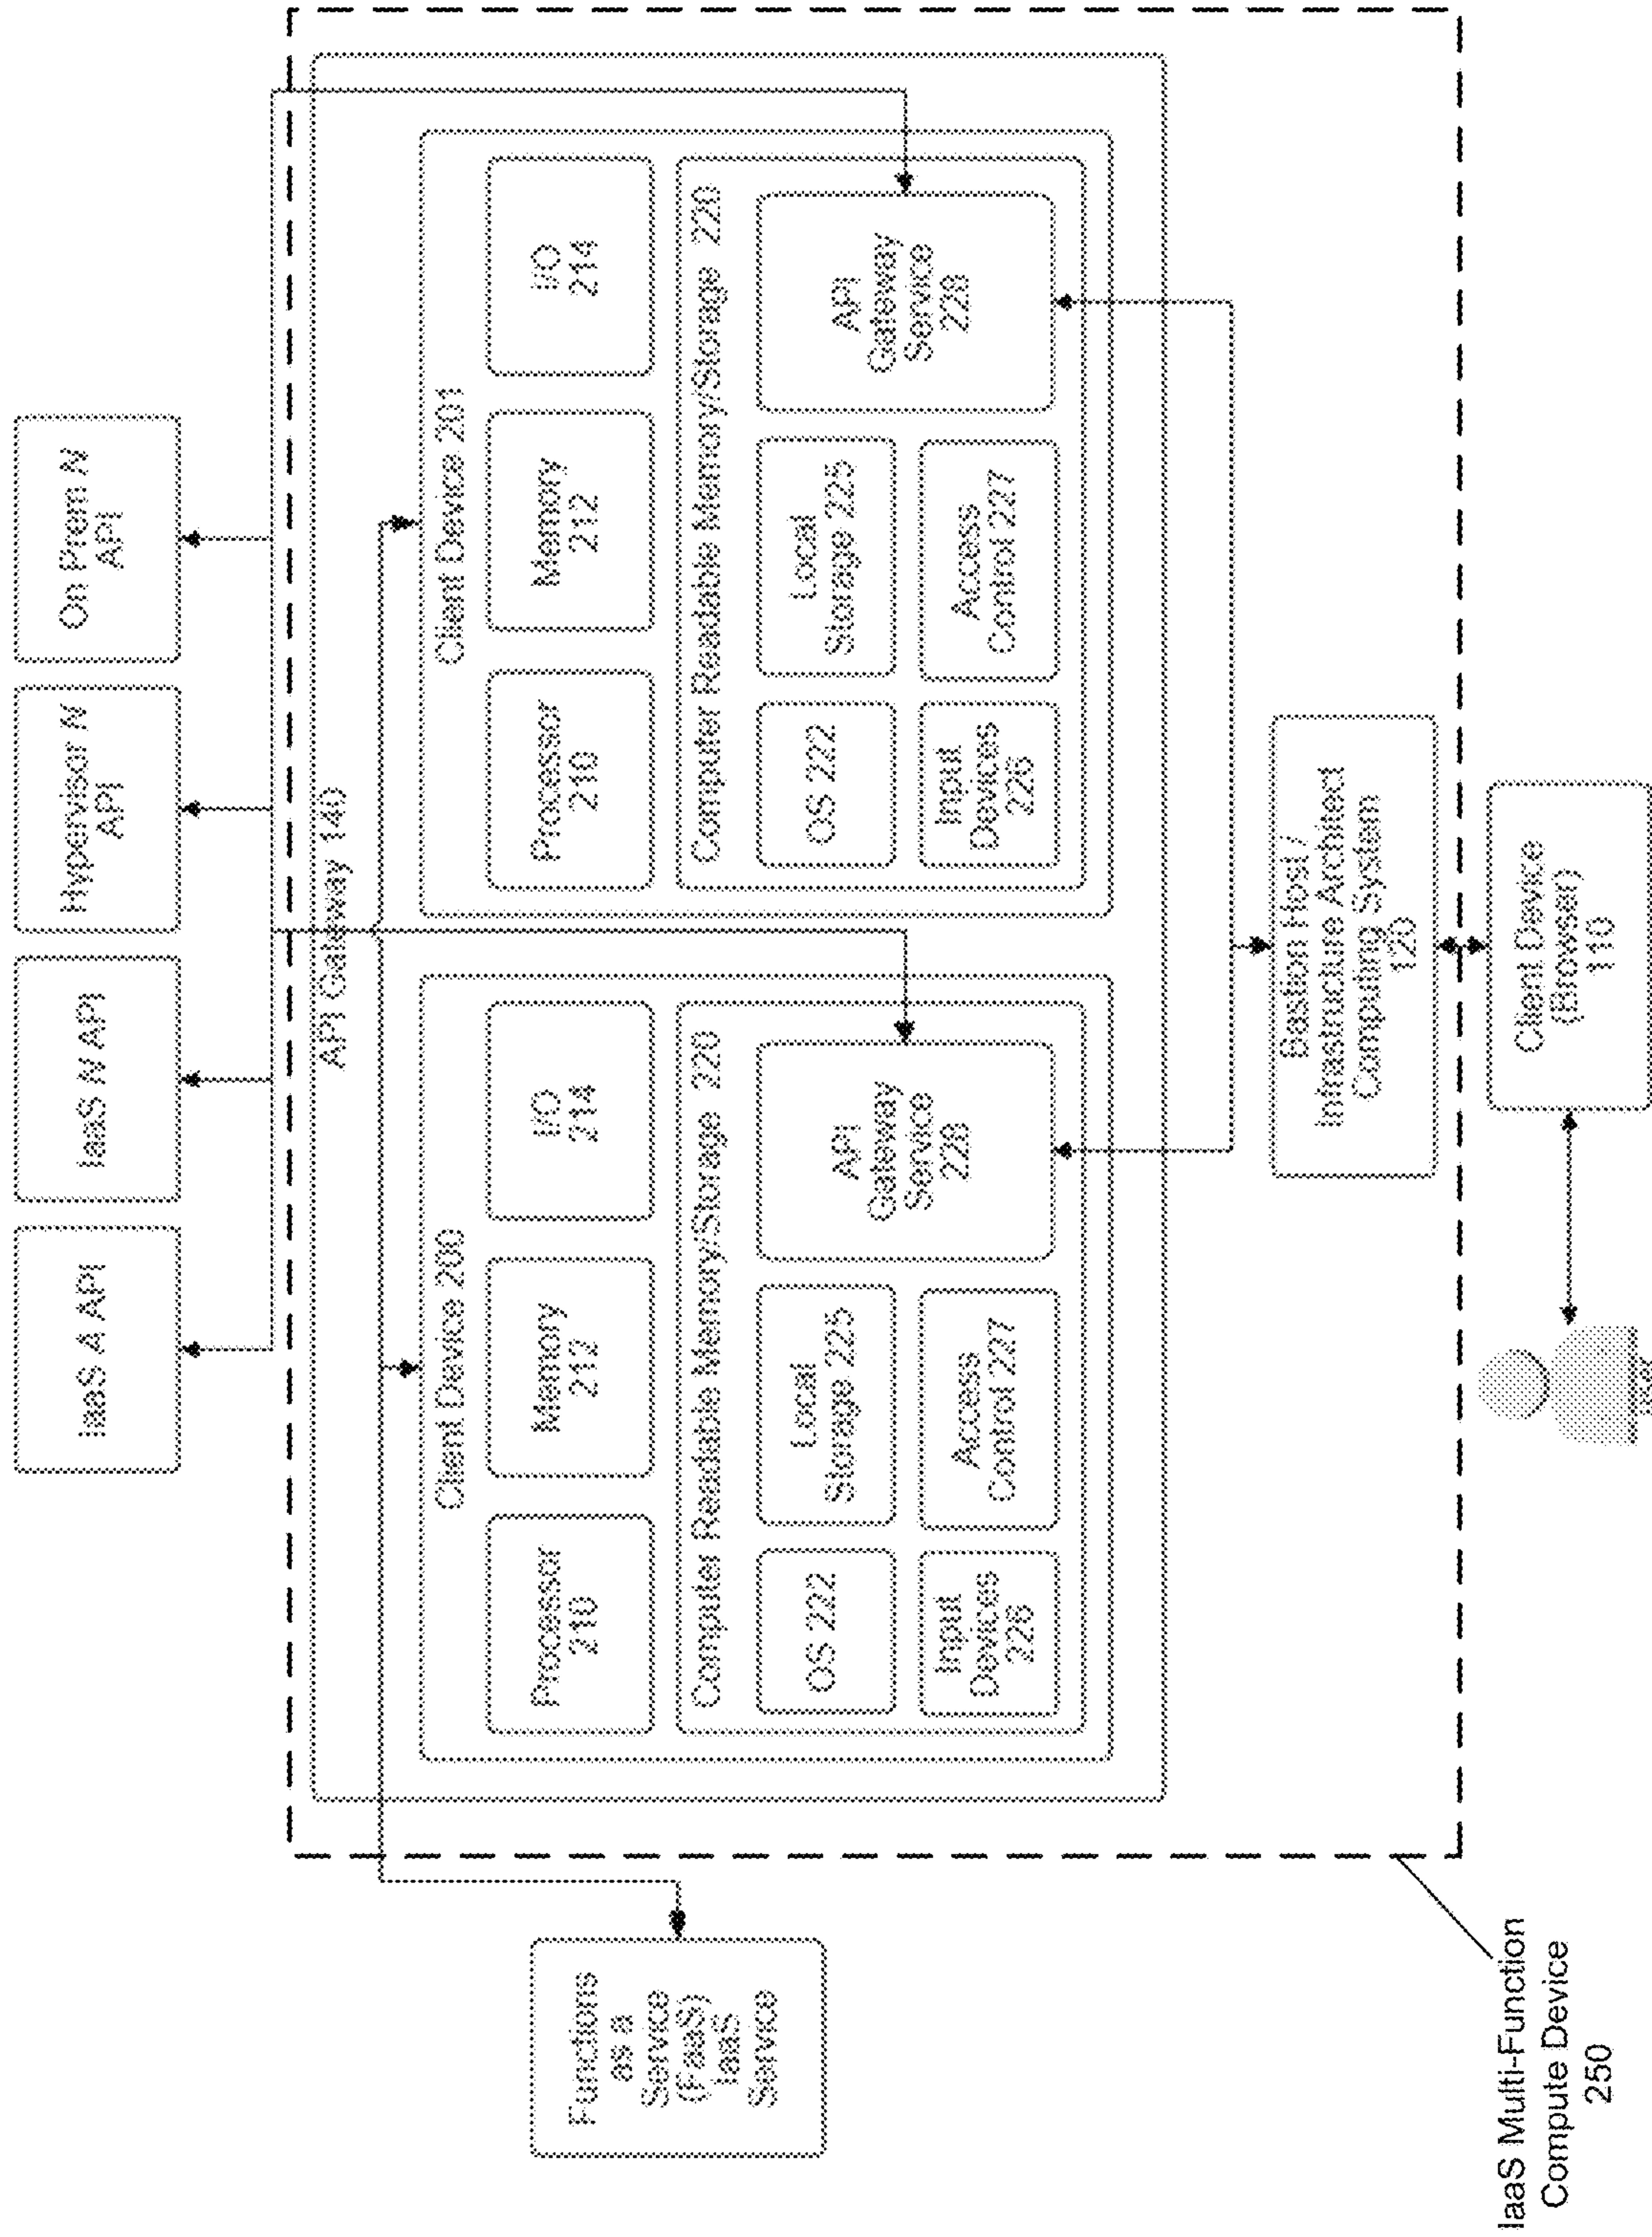 IaaS A API
IaaS N API
Hypervisor N
API
On Prem N
API
API Gateway 140
Client Device 200
Processor
210
Memory
212
I/O
214
Computer Readable Memory/Storage 220
OS 222
Local
Storage 225
API
Gateway
Service
228
Input
Devices
226
Access
Control 227
Client Device 201
Processor
210
Memory
212
I/O
214
Computer Readable Memory/Storage 220
OS 222
Local
Storage 225
API
Gateway
Service
228
Input
Devices
226
Access
Control 227
Functions
as a
Service
(FaaS)
IaaS
Service
Bastion Host /
Infrastructure Architect
Computing System
120
Client Device
(Browser)
110
IaaS Multi-Function
Compute Device
250